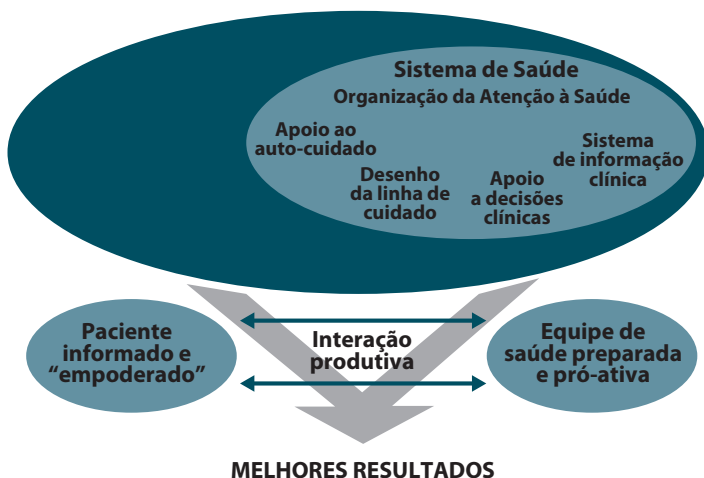 Sistema de Saúde
Organização da Atenção à Saúde
Apoio ao
auto-cuidado
Desenho
da linha de
cuidado
Apoio
a decisões
clínicas
Sistema
de informação
clínica
Paciente
informado e
“empoderado”
Interação
produtiva
Equipe de
saúde preparada
e pró-ativa
MELHORES RESULTADOS